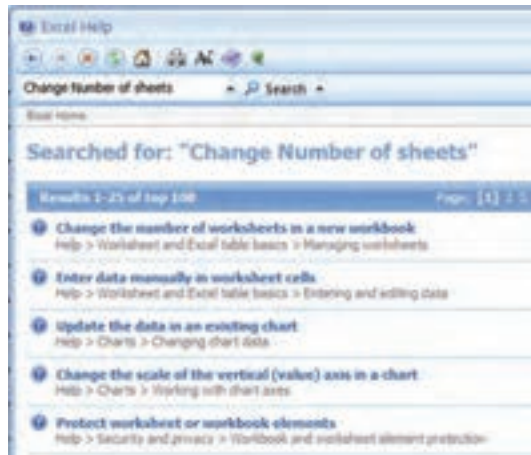 Excel Help
Change Number of sheets Search
Excel Home
Searched for: "Change Number of sheets"
Results 1-25 of top 100 Page: [1] 2
Change the number of worksheets in a new workbook
Help > Worksheet and Excel table basics > Managing worksheets
Enter data manually in worksheet cells
Help > Worksheet and Excel table basics > Entering and editing data
Update the data in an existing chart
Help > Charts > Changing chart data
Change the scale of the vertical (value) axis in a chart
Help > Charts > Working with chart axes
Protect worksheet or workbook elements
Help > Security and privacy > Workbook and worksheet element protection